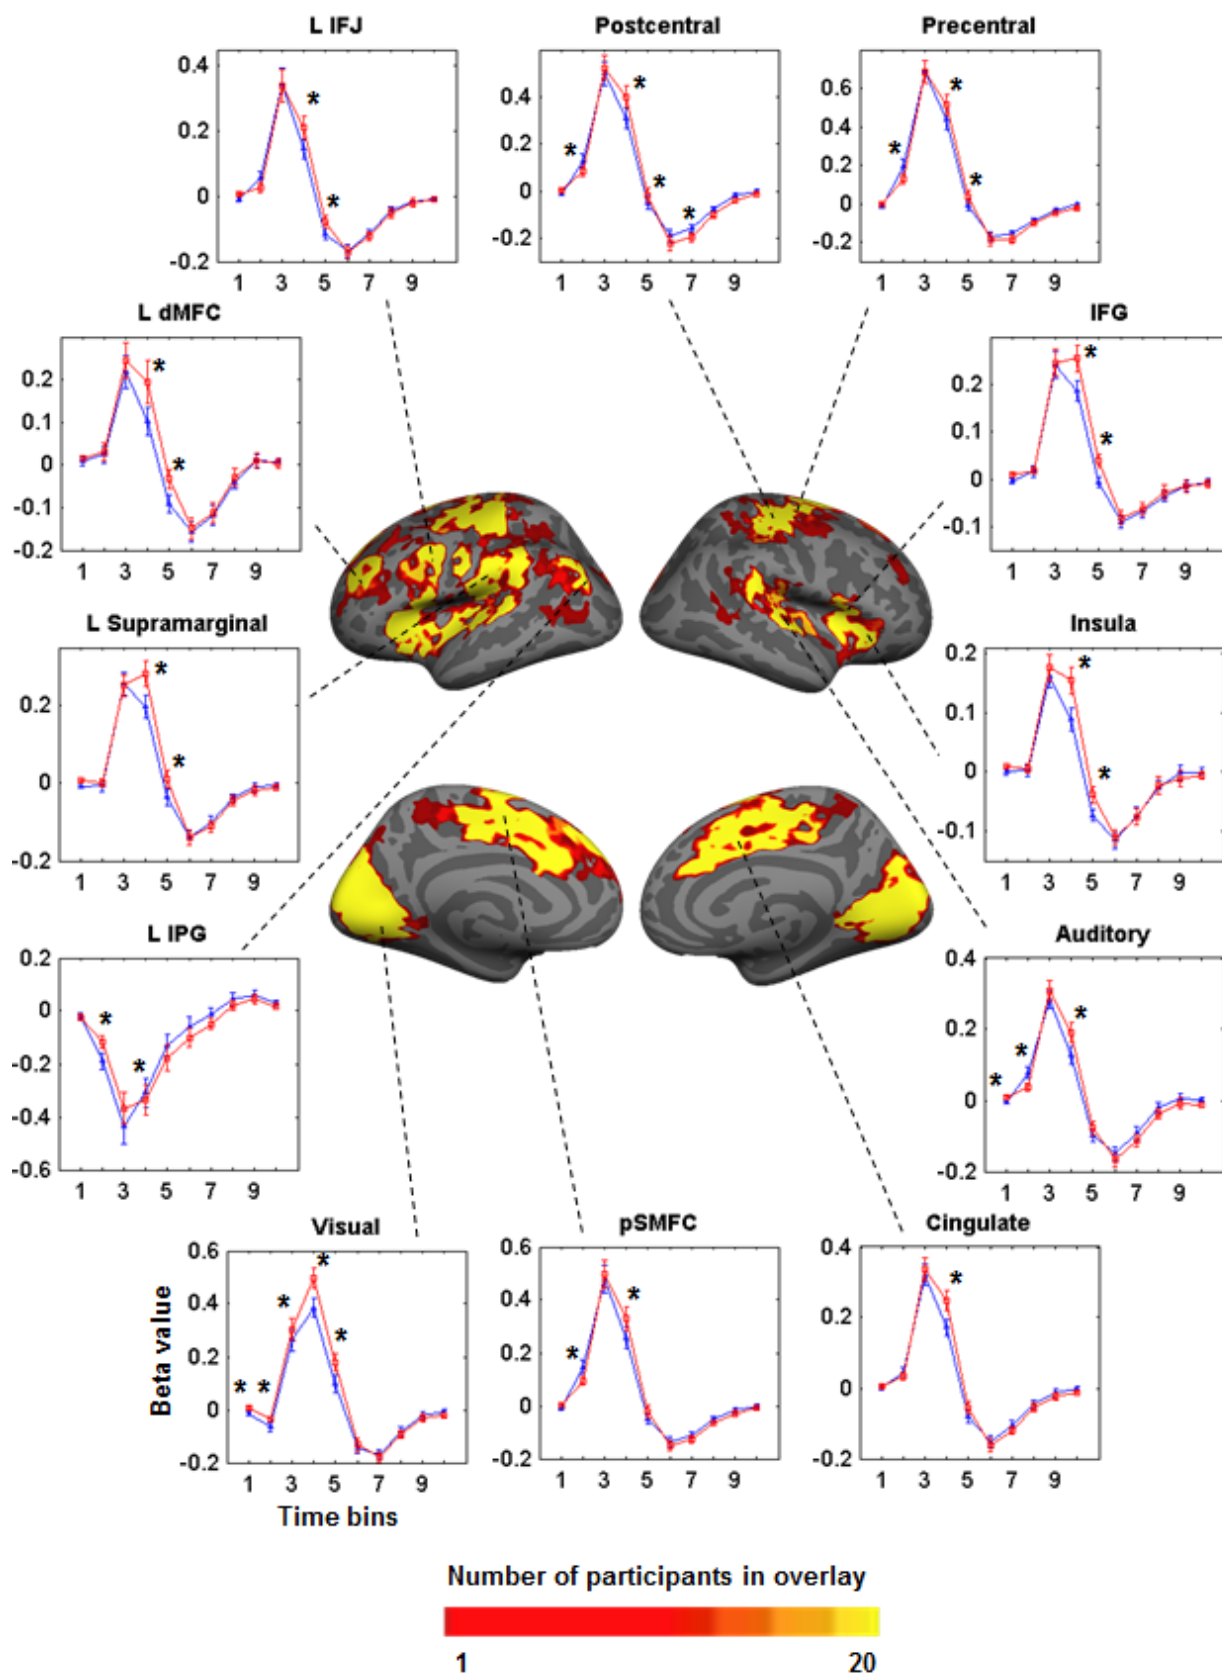 L IFJ
Postcentral
Precentral
0.4
0.2
0
-0.2
1 3 5 7 9
* *
0.4
0.2
0
-0.2
1 3 5 7 9
* * * *
0.6
0.4
0.2
0
-0.2
1 3 5 7 9
* * *
L dMFC
0.2
0.1
0
-0.1
-0.2
1 3 5 7 9
* *
IFG
0.2
0.1
0
-0.1
1 3 5 7 9
* *
L Supramarginal
0.2
0
-0.2
1 3 5 7 9
* *
Insula
0.2
0.1
0
-0.1
1 3 5 7 9
* *
L IPG
0.2
0
-0.2
-0.4
-0.6
1 3 5 7 9
* *
Auditory
0.4
0.2
0
-0.2
1 3 5 7 9
* * *
Visual
0.6
0.4
0.2
0
-0.2
1 3 5 7 9
* * * * *
Beta value
Time bins
pSMFC
0.6
0.4
0.2
0
-0.2
1 3 5 7 9
* *
Cingulate
0.4
0.2
0
-0.2
1 3 5 7 9
*
Number of participants in overlay
1 20